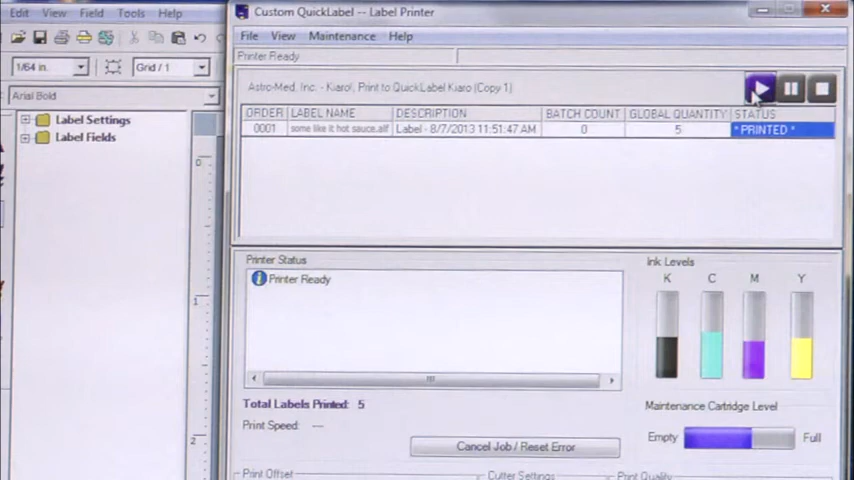 Edit View Field Tools Help
Custom QuickLabel -- Label Printer
File View Maintenance Help
Printer Ready
1/64 in. Grid / 1
Astro-Med, Inc. - Kiaro!, Print to QuickLabel Kiaro (Copy 1)
Arial Bold
ORDER LABEL NAME DESCRIPTION BATCH COUNT GLOBAL QUANTITY STATUS
0001 some like it hot sauce.alf Label - 8/7/2013 11:51:47 AM 0 5 * PRINTED *
Label Settings
Label Fields
0
1
2
Printer Status
Printer Ready
Ink Levels
K C M Y
Total Labels Printed: 5
Print Speed: ---
Maintenance Cartridge Level
Empty Full
Cancel Job / Reset Error
Print Offset Cutter Settings Print Quality